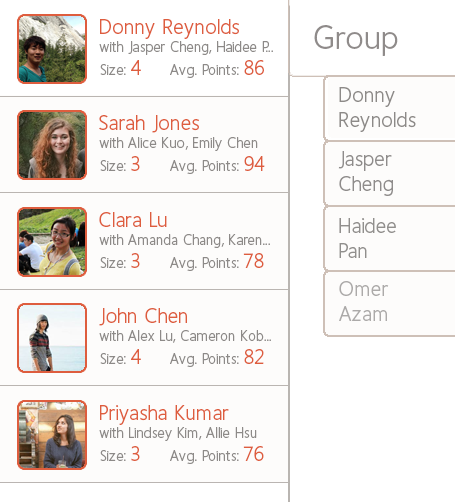 Donny Reynolds
with Jasper Cheng, Haidee P...
Size: 4 Avg. Points: 86
Sarah Jones
with Alice Kuo, Emily Chen
Size: 3 Avg. Points: 94
Clara Lu
with Amanda Chang, Karen...
Size: 3 Avg. Points: 78
John Chen
with Alex Lu, Cameron Kob...
Size: 4 Avg. Points: 82
Priyasha Kumar
with Lindsey Kim, Allie Hsu
Size: 3 Avg. Points: 76
Group
Donny
Reynolds
Jasper
Cheng
Haidee
Pan
Omer
Azam